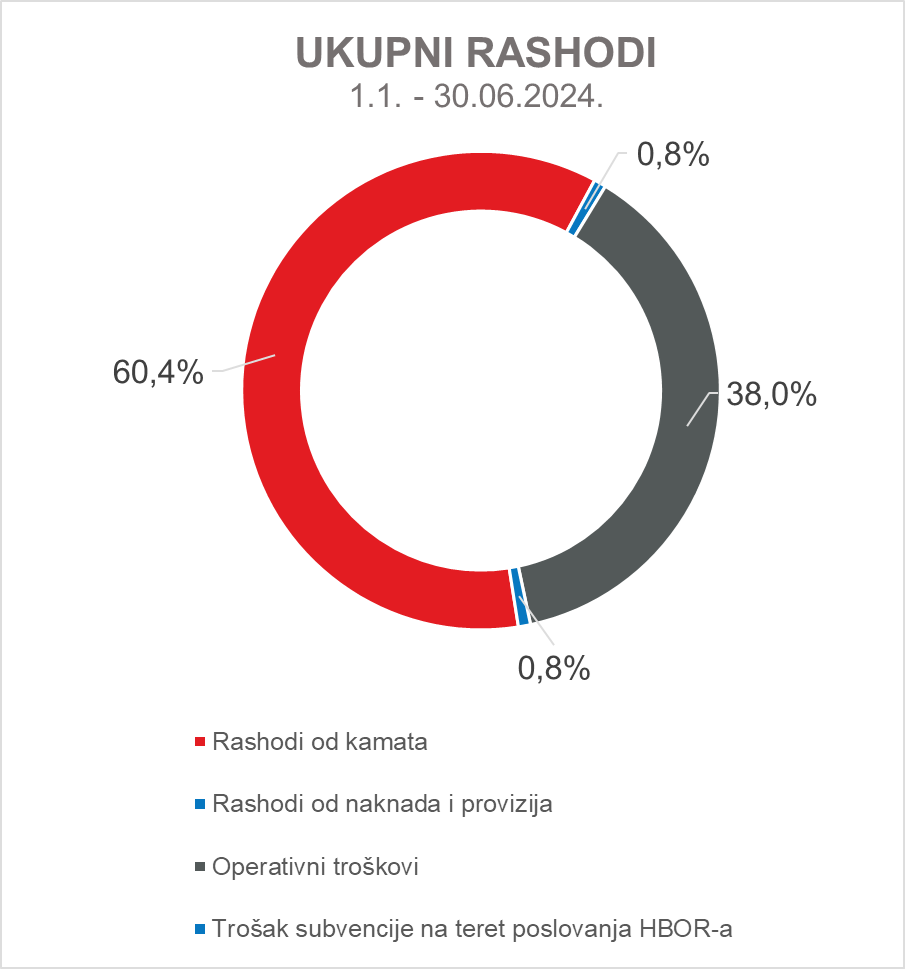 UKUPNI RASHODI
1.1. - 30.06.2024.
0,8%
60,4%
38,0%
0,8%
Rashodi od kamata
Rashodi od naknada i provizija
Operativni troškovi
Trošak subvencije na teret poslovanja HBOR-a